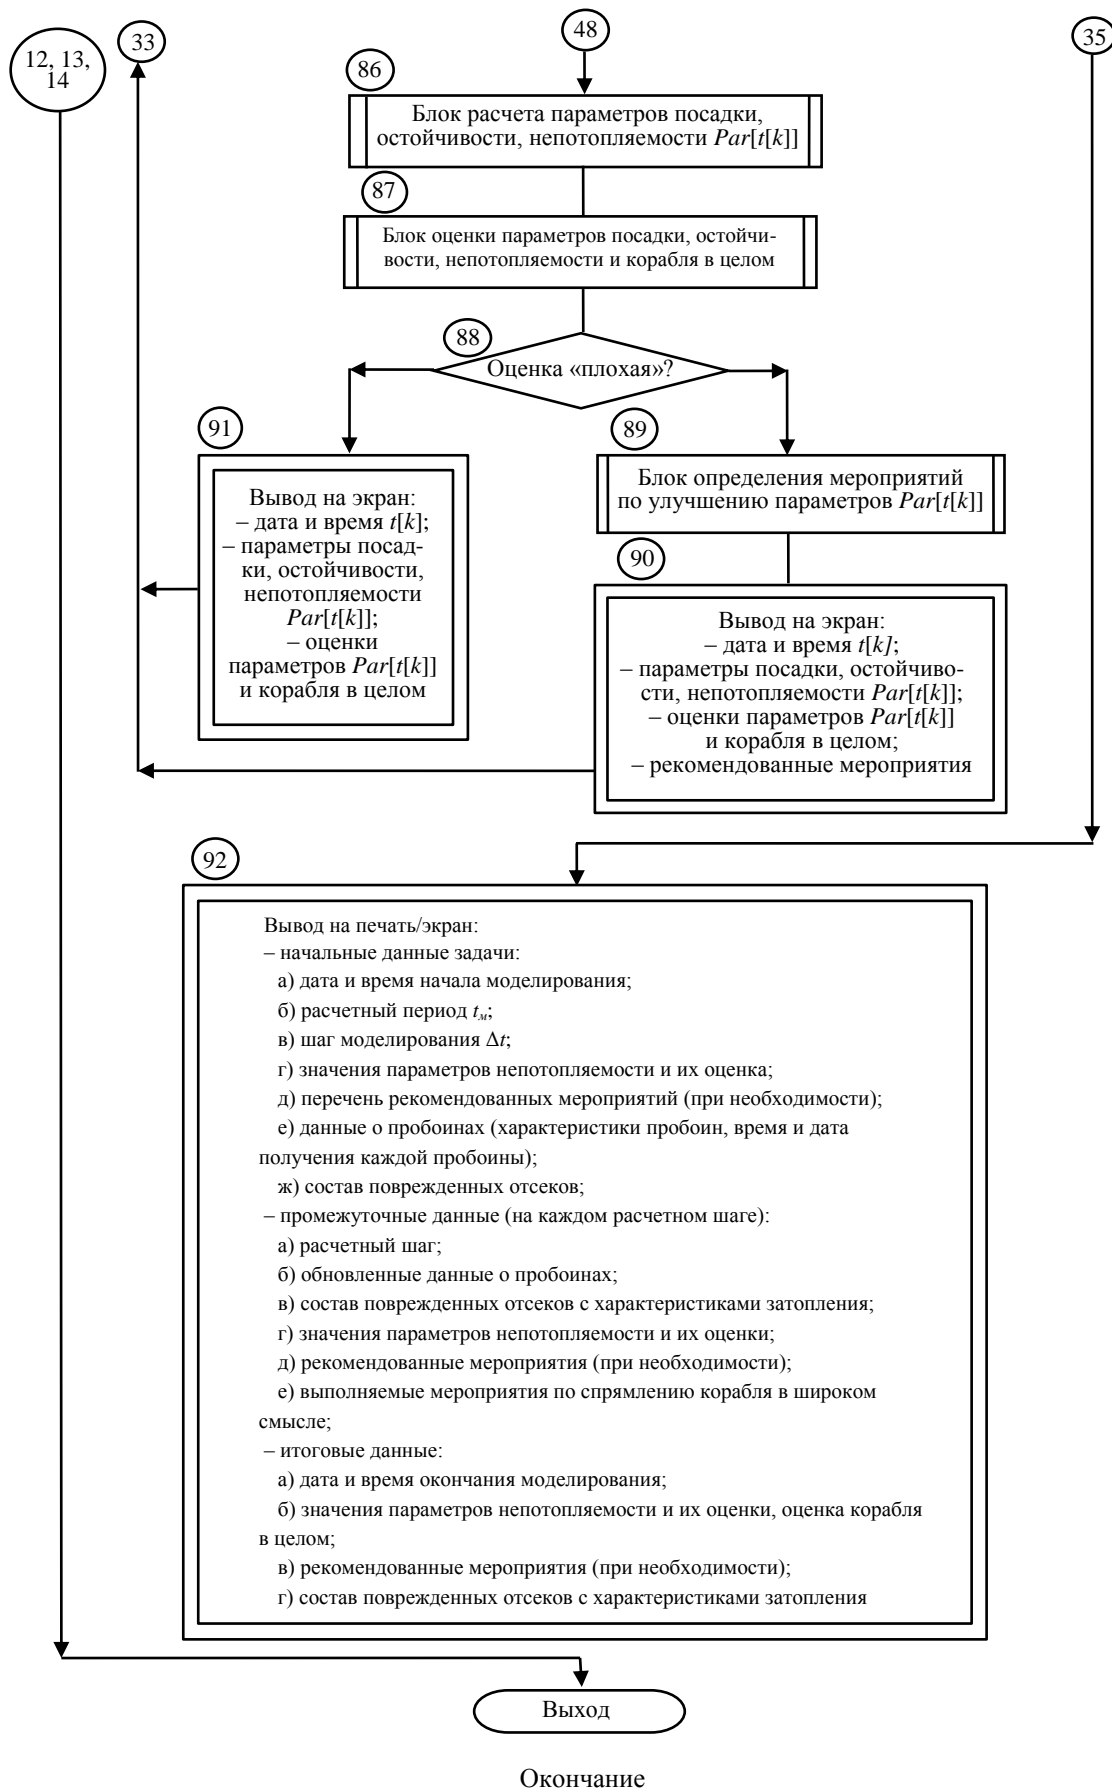 12, 13,
14
33
48
35
86
Блок расчета параметров посадки,
остойчивости, непотопляемости Par[t[k]]
87
Блок оценки параметров посадки, остойчи-
вости, непотопляемости и корабля в целом
88
Оценка «плохая»?
91
Вывод на экран:
– дата и время t[k];
– параметры посад-
ки, остойчивости,
непотопляемости
Par[t[k]];
– оценки
параметров Par[t[k]]
и корабля в целом
89
Блок определения мероприятий
по улучшению параметров Par[t[k]]
90
Вывод на экран:
– дата и время t[k];
– параметры посадки, остойчиво-
сти, непотопляемости Par[t[k]];
– оценки параметров Par[t[k]]
и корабля в целом;
– рекомендованные мероприятия
92
Вывод на печать/экран:
– начальные данные задачи:
а) дата и время начала моделирования;
б) расчетный период tм;
в) шаг моделирования Δt;
г) значения параметров непотопляемости и их оценка;
д) перечень рекомендованных мероприятий (при необходимости);
е) данные о пробоинах (характеристики пробоин, время и дата
получения каждой пробоины);
ж) состав поврежденных отсеков;
– промежуточные данные (на каждом расчетном шаге):
а) расчетный шаг;
б) обновленные данные о пробоинах;
в) состав поврежденных отсеков с характеристиками затопления;
г) значения параметров непотопляемости и их оценки;
д) рекомендованные мероприятия (при необходимости);
е) выполняемые мероприятия по спрямлению корабля в широком
смысле;
– итоговые данные:
а) дата и время окончания моделирования;
б) значения параметров непотопляемости и их оценки, оценка корабля
в целом;
в) рекомендованные мероприятия (при необходимости);
г) состав поврежденных отсеков с характеристиками затопления
Выход
Окончание